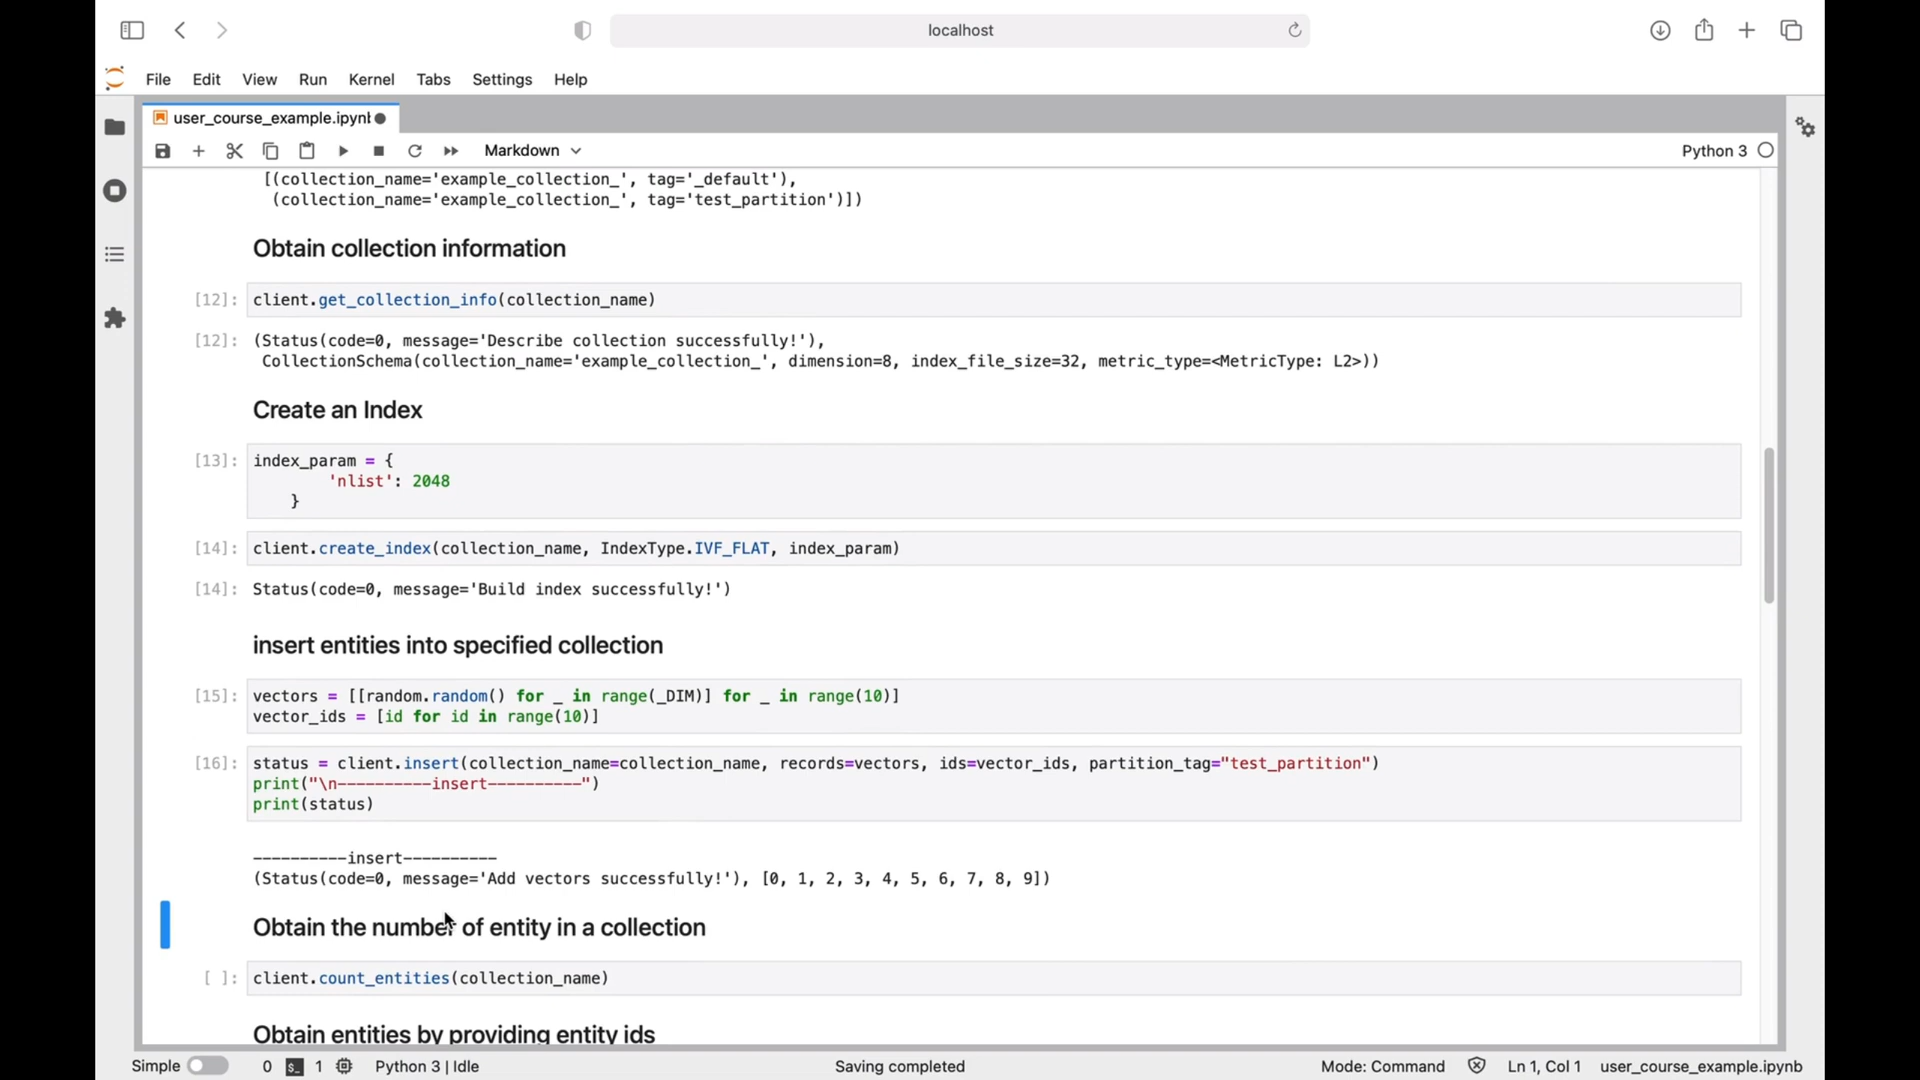 localhost
File Edit View Run Kernel Tabs Settings Help
user_course_example.ipynb
Markdown
Python 3
[(collection_name='example_collection_', tag='_default'),
(collection_name='example_collection_', tag='test_partition')])
Obtain collection information
[12]: client.get_collection_info(collection_name)
[12]: (Status(code=0, message='Describe collection successfully!'),
CollectionSchema(collection_name='example_collection_', dimension=8, index_file_size=32, metric_type=<MetricType: L2>))
Create an Index
[13]: index_param = {
'nlist': 2048
}
[14]: client.create_index(collection_name, IndexType.IVF_FLAT, index_param)
[14]: Status(code=0, message='Build index successfully!')
insert entities into specified collection
[15]: vectors = [[random.random() for _ in range(_DIM)] for _ in range(10)]
vector_ids = [id for id in range(10)]
[16]: status = client.insert(collection_name=collection_name, records=vectors, ids=vector_ids, partition_tag="test_partition")
print("\n----------insert----------")
print(status)
----------insert----------
(Status(code=0, message='Add vectors successfully!'), [0, 1, 2, 3, 4, 5, 6, 7, 8, 9])
Obtain the number of entity in a collection
[ ]: client.count_entities(collection_name)
Obtain entities by providing entity ids
Simple 0 $_ 1 Python 3 | Idle Saving completed Mode: Command Ln 1, Col 1 user_course_example.ipynb